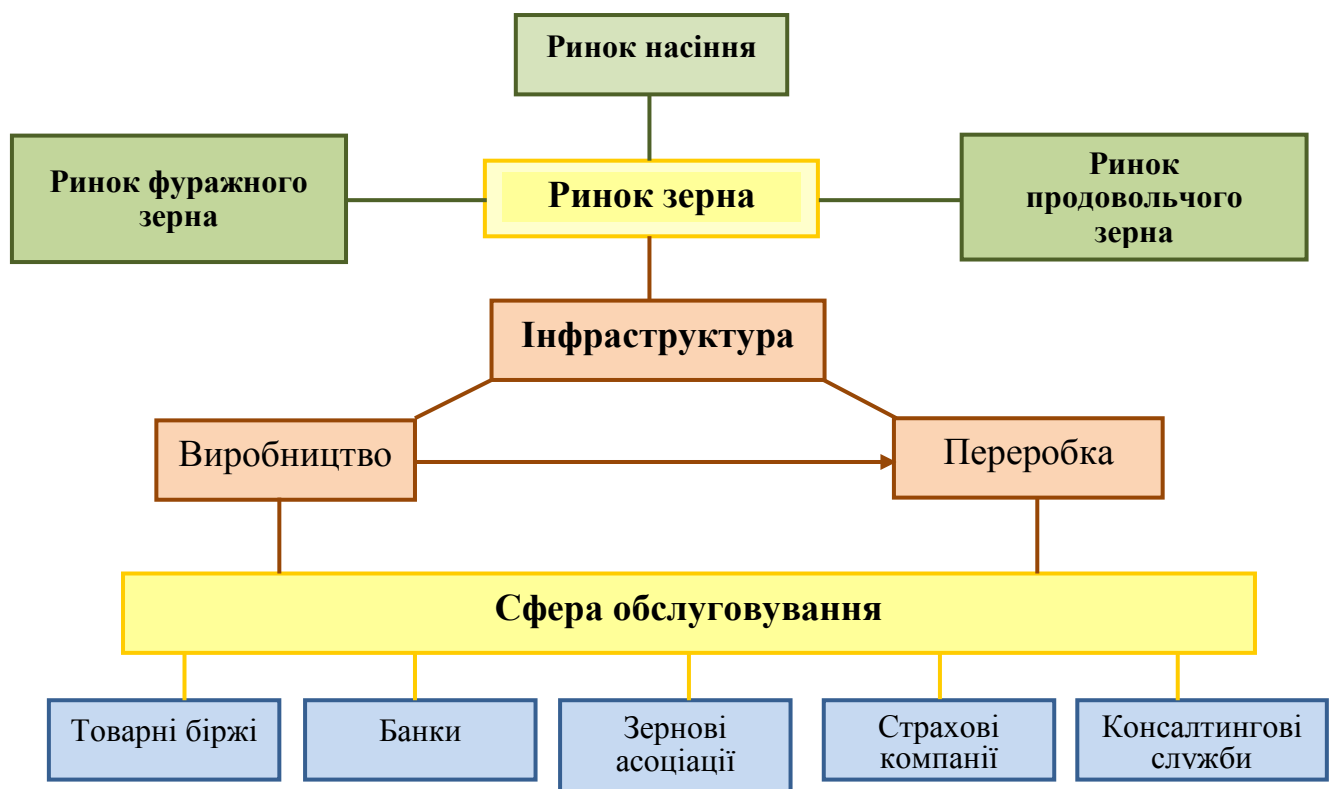 Ринок насіння
Ринок фуражного
зерна
Ринок зерна
Ринок
продовольчого
зерна
Інфраструктура
Виробництво
Переробка
Сфера обслуговування
Товарні біржі
Банки
Зернові
асоціації
Страхові
компанії
Консалтингові
служби